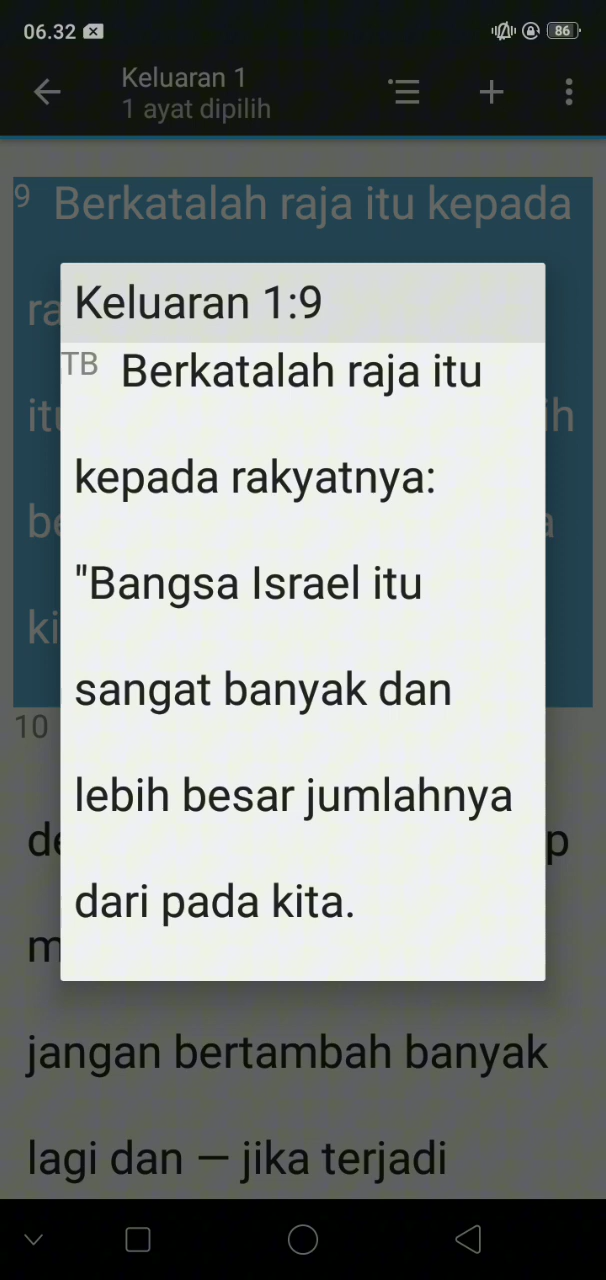 06.32
86
Keluaran 1
1 ayat dipilih
9 Berkatalah raja itu kepada
Keluaran 1:9
TB Berkatalah raja itu
kepada rakyatnya:
"Bangsa Israel itu
sangat banyak dan
lebih besar jumlahnya
dari pada kita.
10
jangan bertambah banyak
lagi dan — jika terjadi